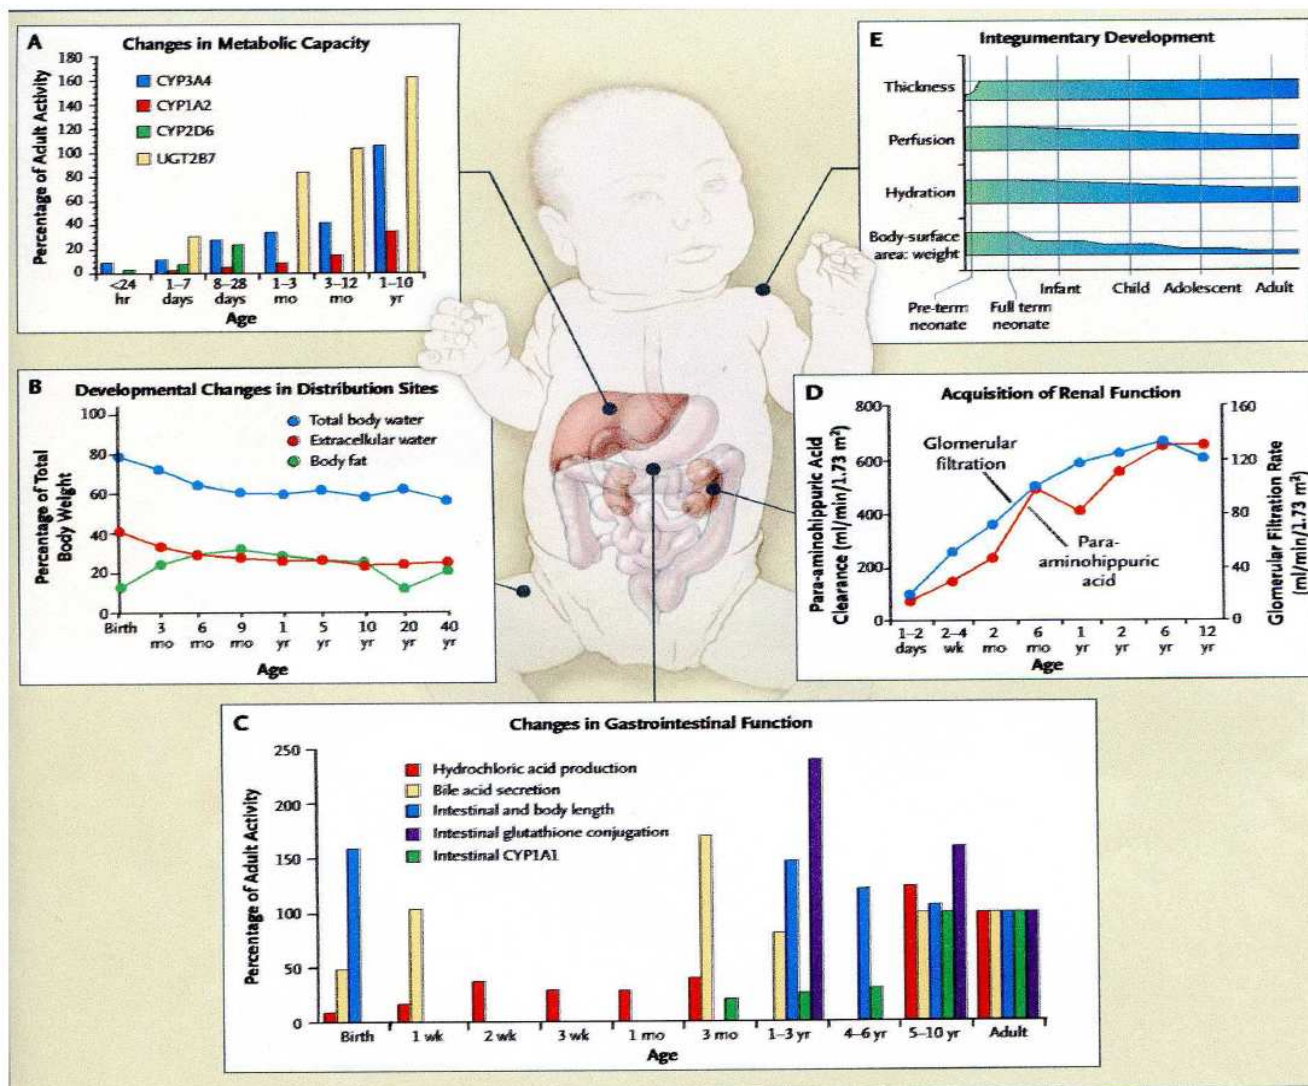 A
Changes in Metabolic Capacity
Percentage of Adult Activity
180
160
140
120
100
80
60
40
20
0
CYP3A4
CYP1A2
CYP2D6
UGT2B7
<24 hr
1–7 days
8–28 days
1–3 mo
3–12 mo
1–10 yr
Age
E
Integumentary Development
Thickness
Perfusion
Hydration
Body-surface
area: weight
Infant
Child
Adolescent
Adult
Pre-term
neonate
Full term
neonate
B
Developmental Changes in Distribution Sites
Percentage of Total
Body Weight
100
80
60
40
20
0
Total body water
Extracellular water
Body fat
Birth
3 mo
6 mo
9 mo
1 yr
5 yr
10 yr
20 yr
40 yr
Age
D
Acquisition of Renal Function
Para-aminohippuric Acid
Clearance (ml/min/1.73 m²)
800
600
400
200
0
Glomerular
filtration
Para-
aminohippuric
acid
160
120
80
40
0
Glomerular Filtration Rate
(ml/min/1.73 m²)
1–2 days
2–4 wk
2 mo
6 mo
1 yr
2 yr
6 yr
12 yr
Age
C
Changes in Gastrointestinal Function
Percentage of Adult Activity
250
200
150
100
50
0
Hydrochloric acid production
Bile acid secretion
Intestinal and body length
Intestinal glutathione conjugation
Intestinal CYP1A1
Birth
1 wk
2 wk
3 wk
1 mo
3 mo
1–3 yr
4–6 yr
5–10 yr
Adult
Age